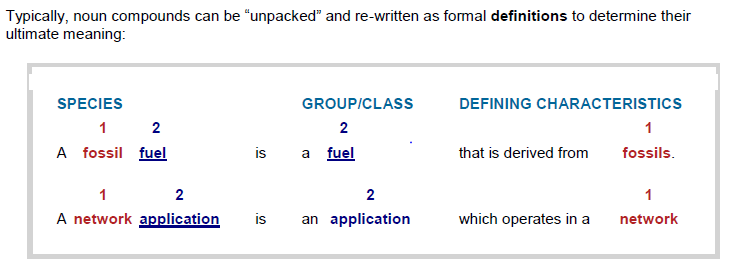 Typically, noun compounds can be “unpacked” and re-written as formal definitions to determine their
ultimate meaning:
SPECIES GROUP/CLASS DEFINING CHARACTERISTICS
1 2 2 1
A fossil fuel is a fuel that is derived from fossils.
1 2 2 1
A network application is an application which operates in a network